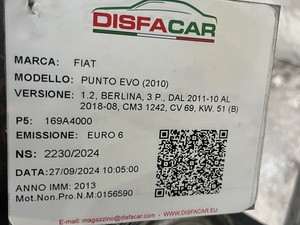 DISFACAR
MARCA: FIAT
MODELLO: PUNTO EVO (2010)
VERSIONE: 1.2, BERLINA, 3 P., DAL 2011-10 AL
2018-08, CM3 1242, CV 69, KW. 51 (B)
P5: 169A4000
EMISSIONE: EURO 6
NS: 2230/2024
DATA:27/09/2024 10:05:00
ANNO IMM: 2013
Mot.Non.Pro.N.M:0156590
E-mail: magazzino@disfacar.com - www.disfacar.eu